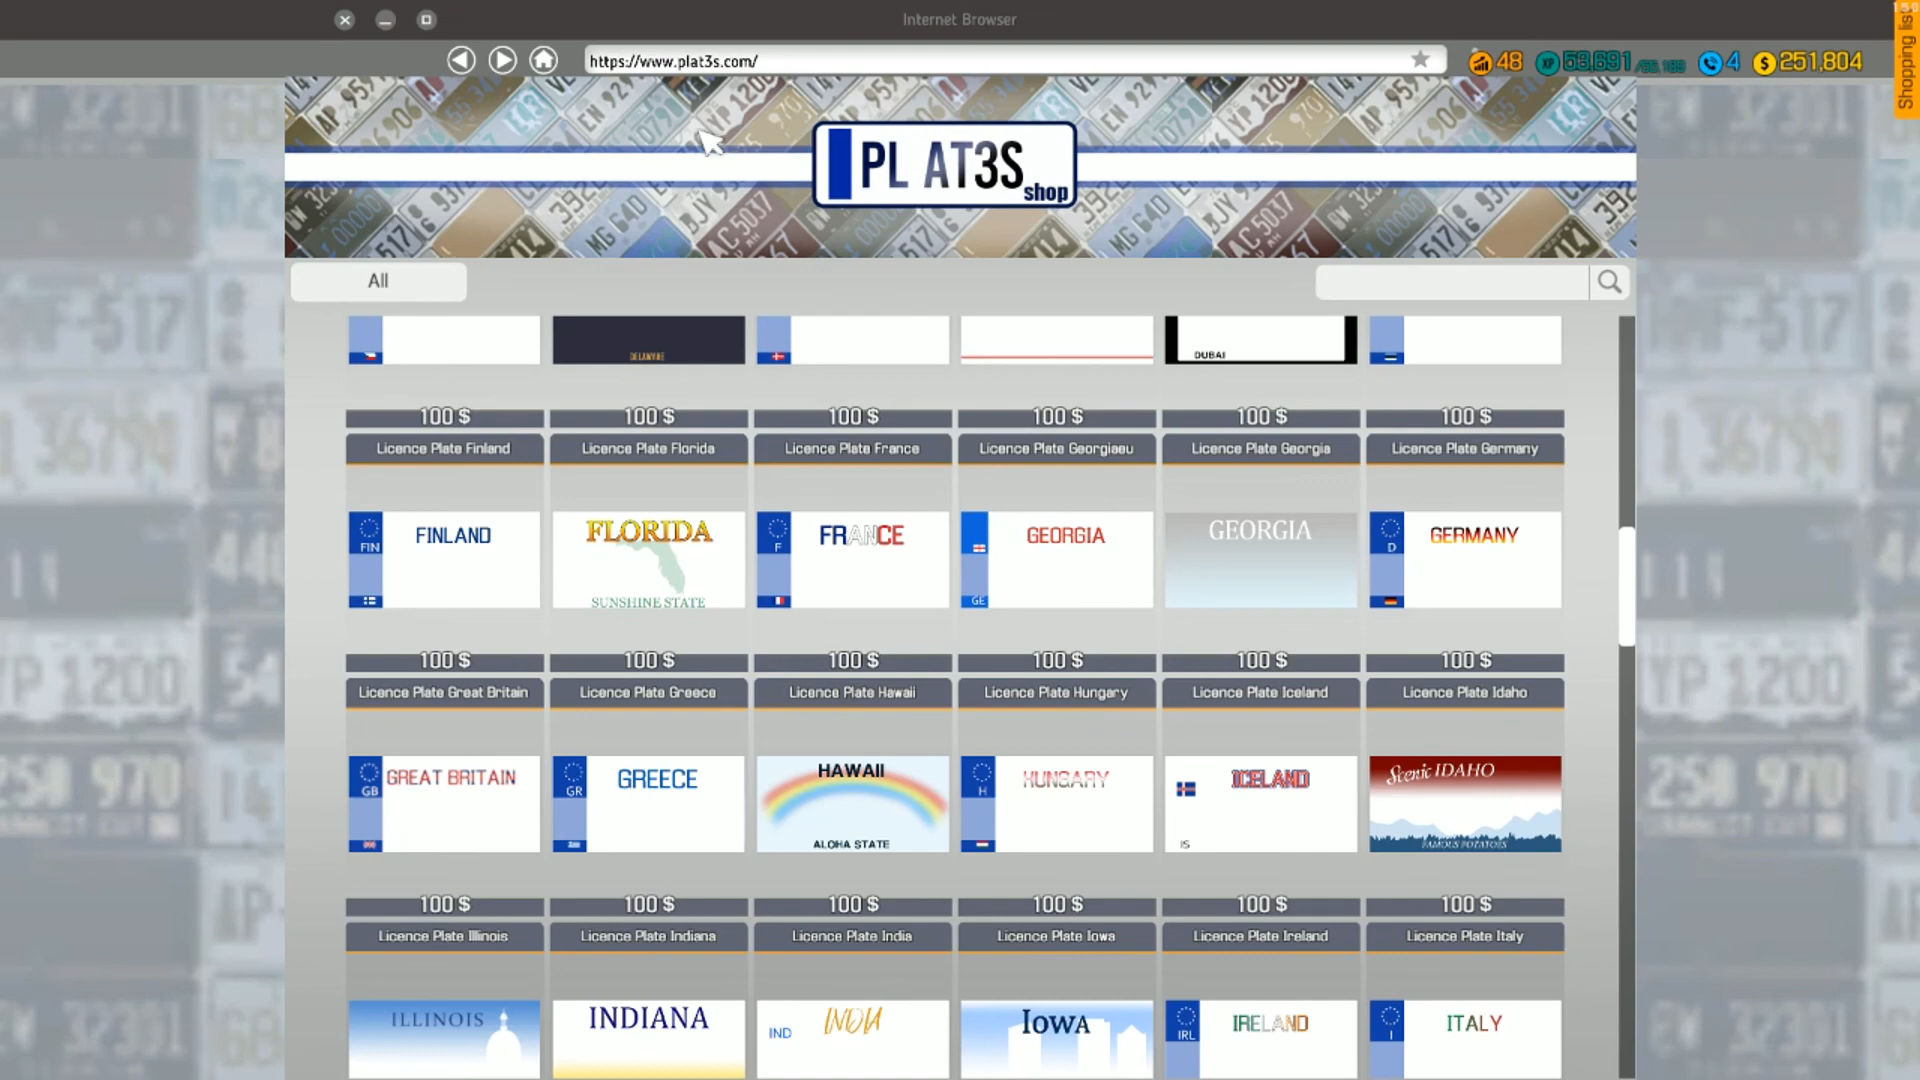 Internet Browser
https://www.plat3s.com/
48
XP
4
$ 251,804
Shopping list
PL AT3S
shop
All
DELAWARE
DUBAI
100 $ 100 $ 100 $ 100 $ 100 $ 100 $
Licence Plate Finland
Licence Plate Florida
Licence Plate France
Licence Plate Georgiaeu
Licence Plate Georgia
Licence Plate Germany
FIN
FINLAND
FLORIDA
SUNSHINE STATE
F
FRANCE
GEORGIA
GE
GEORGIA
D
GERMANY
100 $ 100 $ 100 $ 100 $ 100 $ 100 $
Licence Plate Great Britain
Licence Plate Greece
Licence Plate Hawaii
Licence Plate Hungary
Licence Plate Iceland
Licence Plate Idaho
GB
GREAT BRITAIN
GR
GREECE
HAWAII
ALOHA STATE
H
HUNGARY
ICELAND
IS
Scenic IDAHO
FAMOUS POTATOES
100 $ 100 $ 100 $ 100 $ 100 $ 100 $
Licence Plate Illinois
Licence Plate Indiana
Licence Plate India
Licence Plate Iowa
Licence Plate Ireland
Licence Plate Italy
ILLINOIS
INDIANA
IND
INDIA
IOWA
IRL
IRELAND
I
ITALY